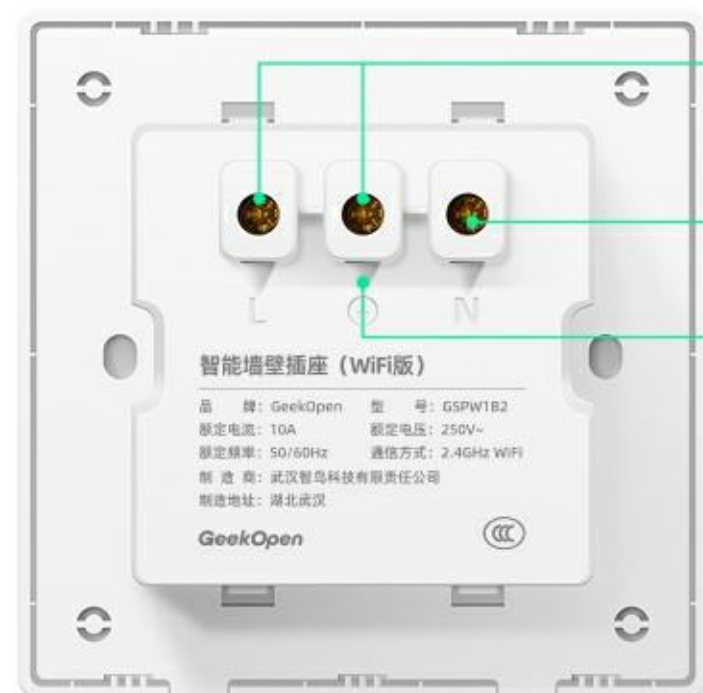 L N
智能墙壁插座（WiFi版）
品 牌：GeekOpen 型 号：GSPW1B2
额定电流：10A 额定电压：250V~
额定频率：50/60Hz 通信方式：2.4GHz WiFi
制 造 商：武汉智鸟科技有限责任公司
制造地址：湖北武汉
GeekOpen
CCC